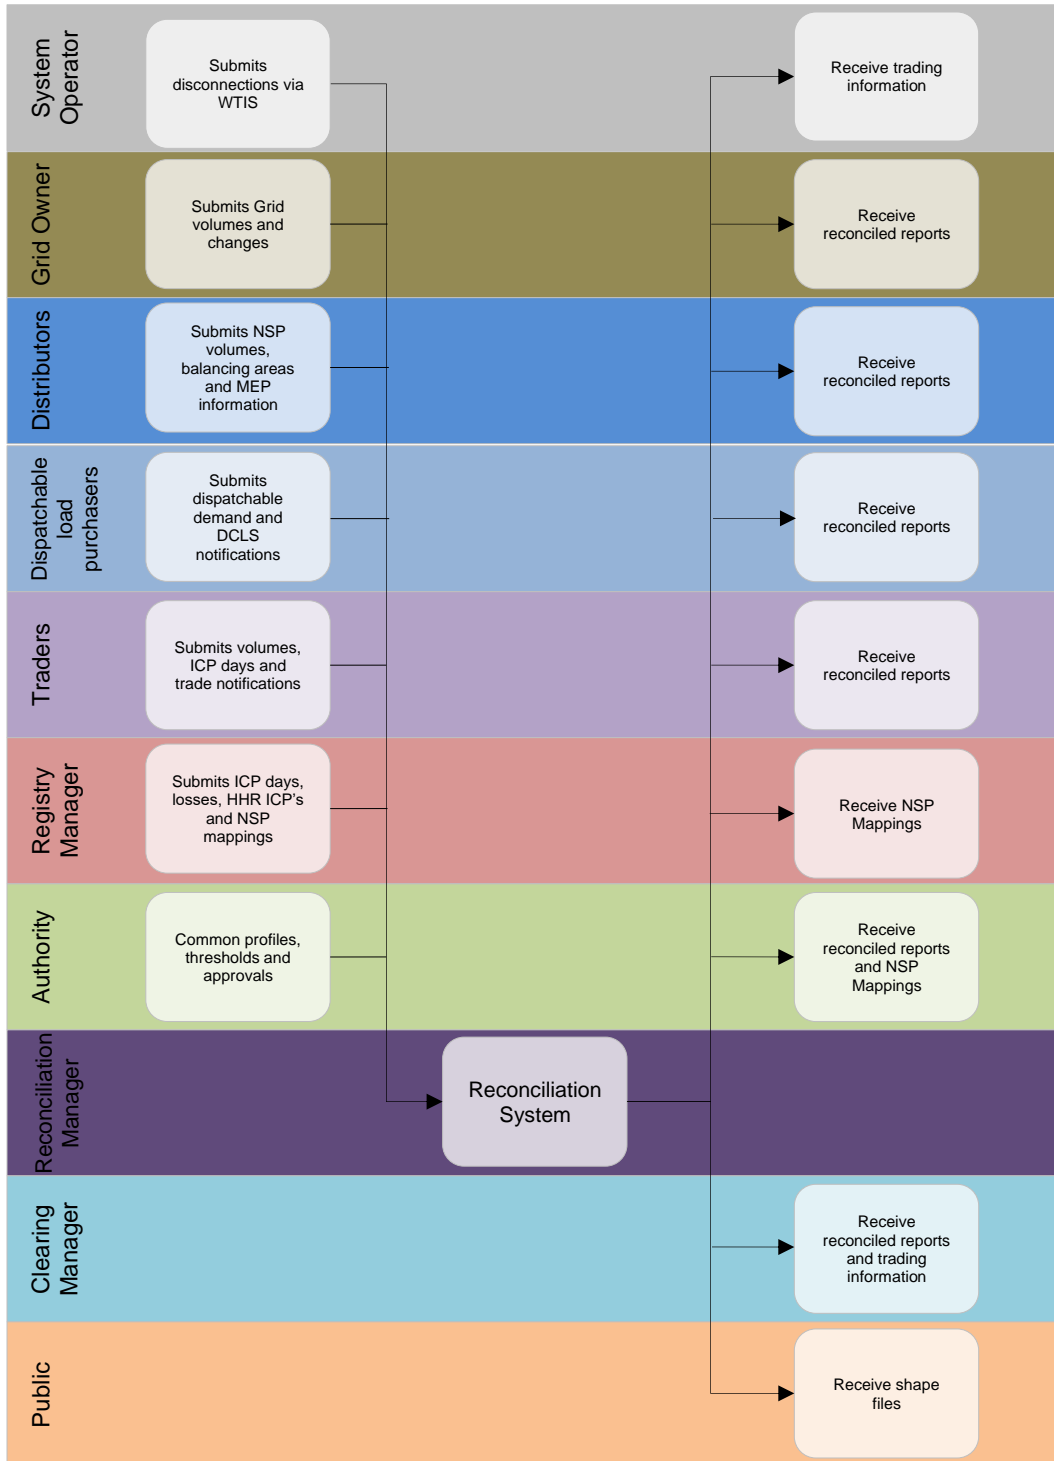 System
Operator
Submits
disconnections via
WTIS
Receive trading
information
Grid Owner
Submits Grid
volumes and
changes
Receive
reconciled reports
Distributors
Submits NSP
volumes,
balancing areas
and MEP
information
Receive
reconciled reports
Dispatchable
load
purchasers
Submits
dispatchable
demand and
DCLS
notifications
Receive
reconciled reports
Traders
Submits volumes,
ICP days and
trade notifications
Receive
reconciled reports
Registry
Manager
Submits ICP days,
losses, HHR ICP's
and NSP
mappings
Receive NSP
Mappings
Authority
Common profiles,
thresholds and
approvals
Receive
reconciled reports
and NSP
Mappings
Reconciliation
Manager
Reconciliation
System
Clearing
Manager
Receive
reconciled reports
and trading
information
Public
Receive shape
files